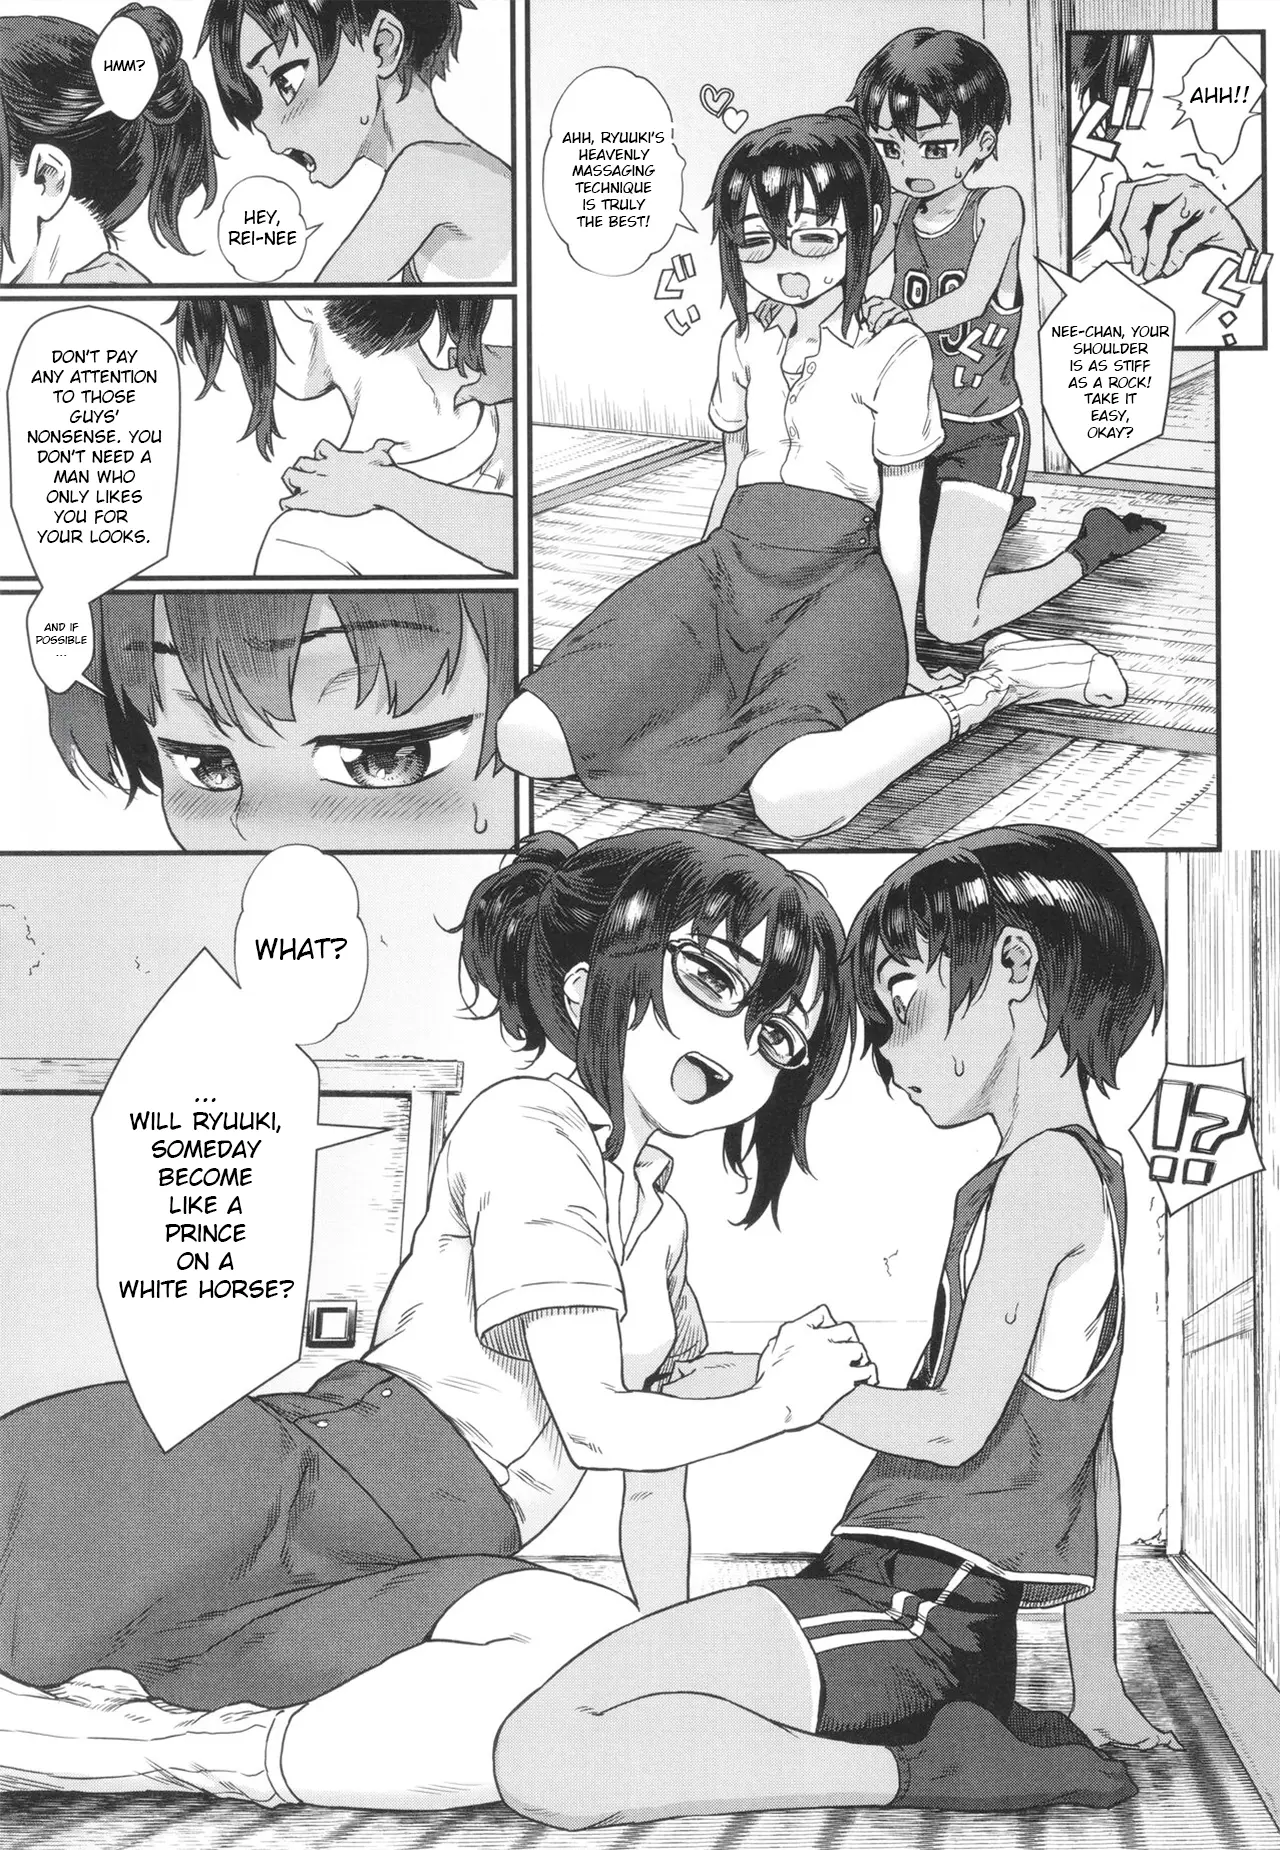 AHH!!
NEE-CHAN, YOUR
SHOULDER
IS AS STIFF
AS A ROCK!
TAKE IT
EASY,
OKAY?
AHH, RYUUKI'S
HEAVENLY
MASSAGING
TECHNIQUE
IS TRULY
THE BEST!
HEY,
REI-NEE
HMM?
DON'T PAY
ANY ATTENTION
TO THOSE
GUYS'
NONSENSE. YOU
DON'T NEED A
MAN WHO
ONLY LIKES
YOU FOR
YOUR LOOKS.
AND IF
POSSIBLE
...
WHAT?
...
WILL RYUUKI,
SOMEDAY
BECOME
LIKE A
PRINCE
ON A
WHITE HORSE?
!?